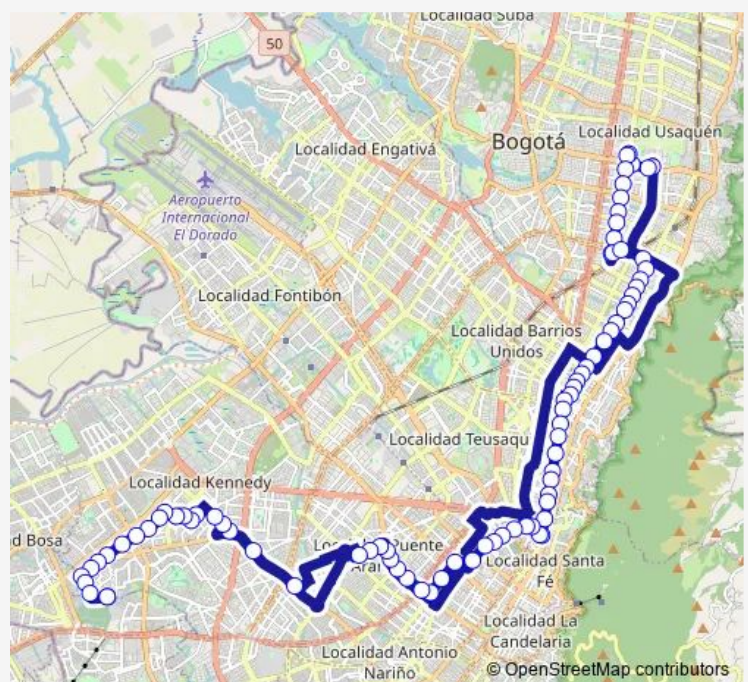 Localidad Suba
50
Localidad Usaquén
Bogotá
Localidad Engativá
Aeropuerto
Internacional
El Dorado
Localidad Fontibón
Localidad Barrios
Unidos
Localidad Teusaqu
Localidad Kennedy
d Bosa
Puente
Localidad Santa
Fé
Localidad La
Candelaria
Localidad Antonio
Nariño
© OpenStreetMap contributors